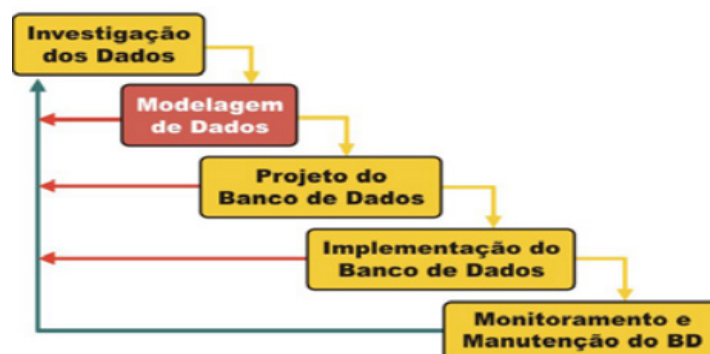 Investigação
dos Dados
Modelagem
de Dados
Projeto do
Banco de Dados
Implementação do
Banco de Dados
Monitoramento e
Manutenção do BD